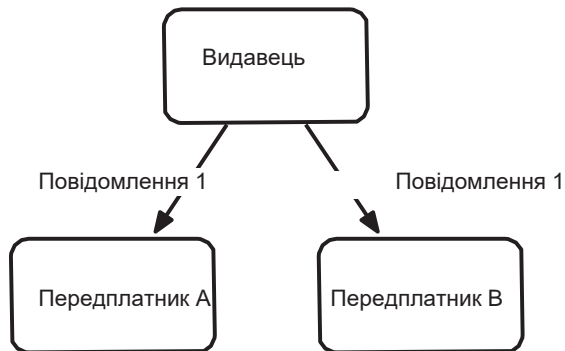 Видавець
Повідомлення 1
Повідомлення 1
Передплатник A
Передплатник B